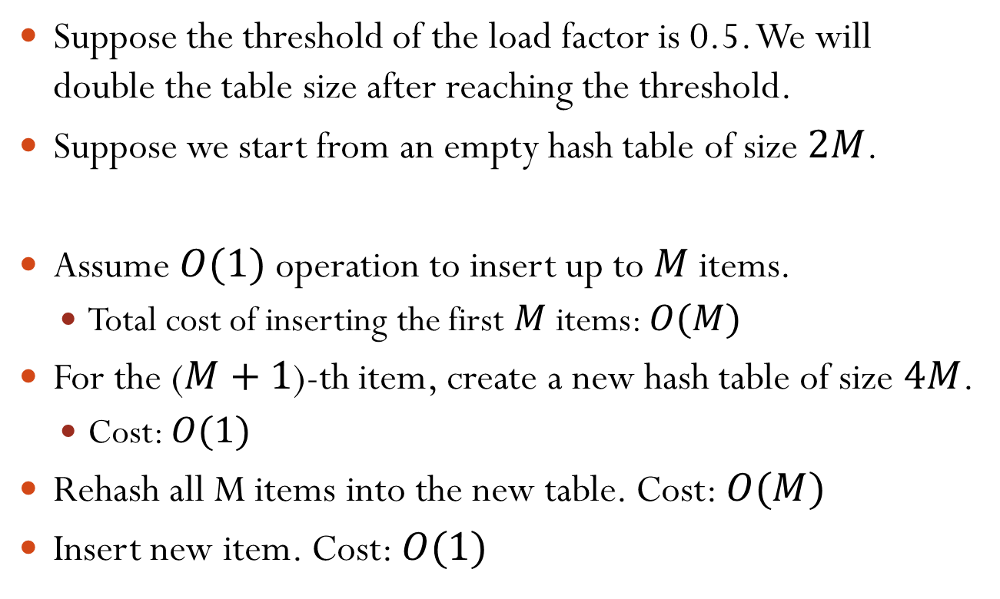 • Suppose the threshold of the load factor is 0.5. We will
double the table size after reaching the threshold.
• Suppose we start from an empty hash table of size 2M.
• Assume O(1) operation to insert up to M items.
• Total cost of inserting the first M items: O(M)
• For the (M + 1)-th item, create a new hash table of size 4M.
• Cost: O(1)
• Rehash all M items into the new table. Cost: O(M)
• Insert new item. Cost: O(1)